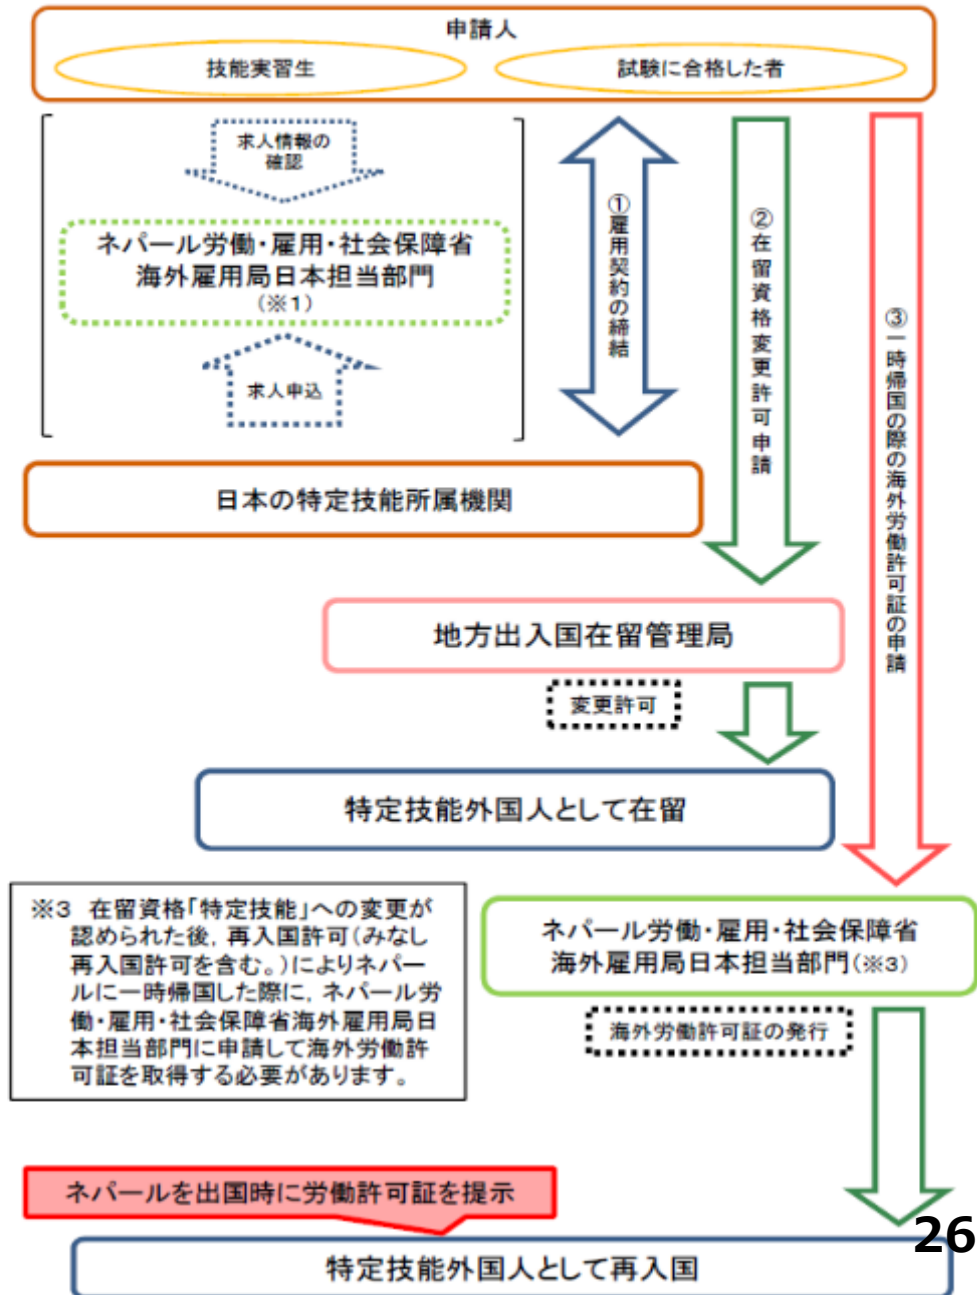 申請人
技能実習生
試験に合格した者
求人情報の
確認
ネパール労働・雇用・社会保障省
海外雇用局日本担当部門
(※1)
求人申込
①雇用契約の締結
②在留資格変更許可申請
③一時帰国の際の海外労働許可証の申請
日本の特定技能所属機関
地方出入国在留管理局
変更許可
特定技能外国人として在留
※3 在留資格「特定技能」への変更が
認められた後，再入国許可(みなし
再入国許可を含む。)によりネパー
ルに一時帰国した際に，ネパール労
働・雇用・社会保障省海外雇用局日
本担当部門に申請して海外労働許
可証を取得する必要があります。
ネパール労働・雇用・社会保障省
海外雇用局日本担当部門(※3)
海外労働許可証の発行
ネパールを出国時に労働許可証を提示
26
特定技能外国人として再入国